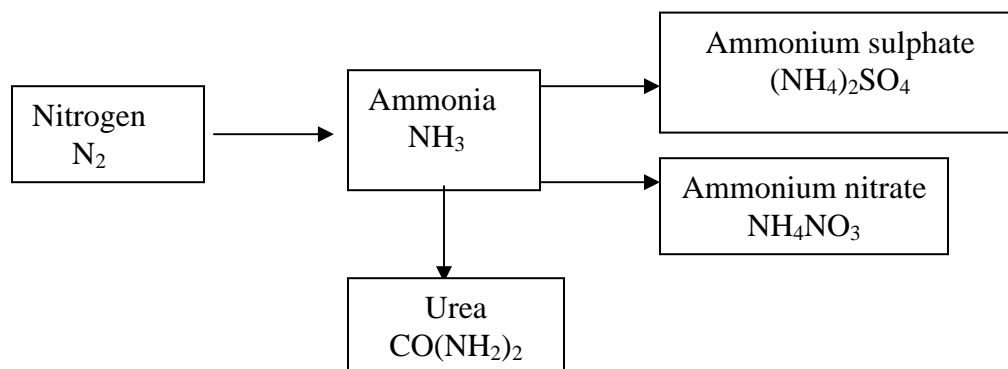 Nitrogen
N₂
Ammonia
NH₃
Ammonium sulphate
(NH₄)₂SO₄
Ammonium nitrate
NH₄NO₃
Urea
CO(NH₂)₂